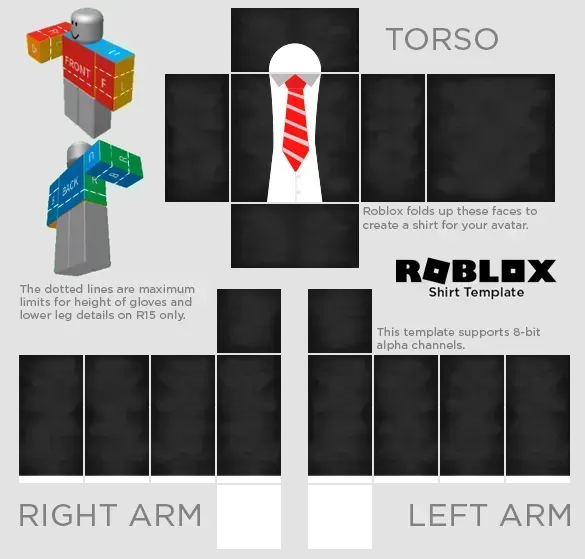 TORSO
FRONT
F
L
U
BACK
R
B
Roblox folds up these faces to
create a shirt for your avatar.
ROBLOX
Shirt Template
The dotted lines are maximum
limits for height of gloves and
lower leg details on R15 only.
This template supports 8-bit
alpha channels.
RIGHT ARM
LEFT ARM